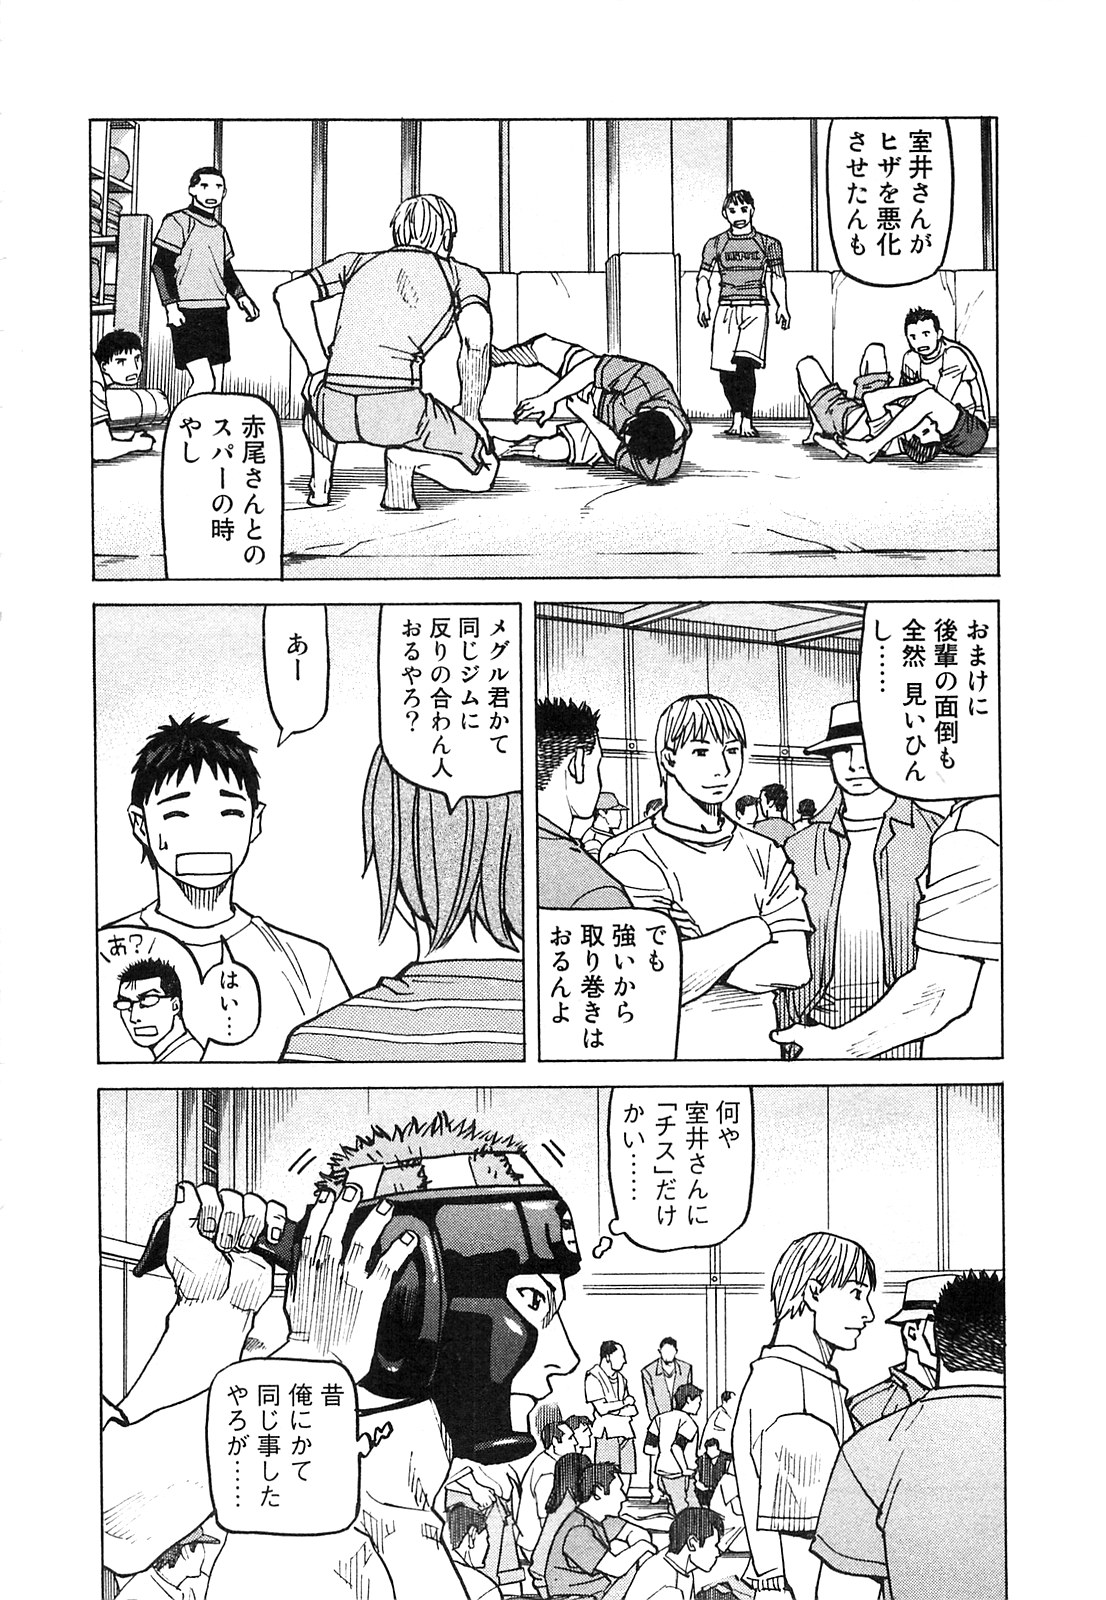 室井さんが
ヒザを悪化
させたんも
赤尾さんとの
スパーの時
やし
おまけに
後輩の面倒も
全然 見いひん
し……
でも
強いから
取り巻きは
おるんよ
メグル君かて
同じジムに
反りの合わん人
おるやろ?
あー
はい…
あ?
何や
室井さんに
「チス」だけ
かい……
昔
俺にかて
同じ事した
やろが……